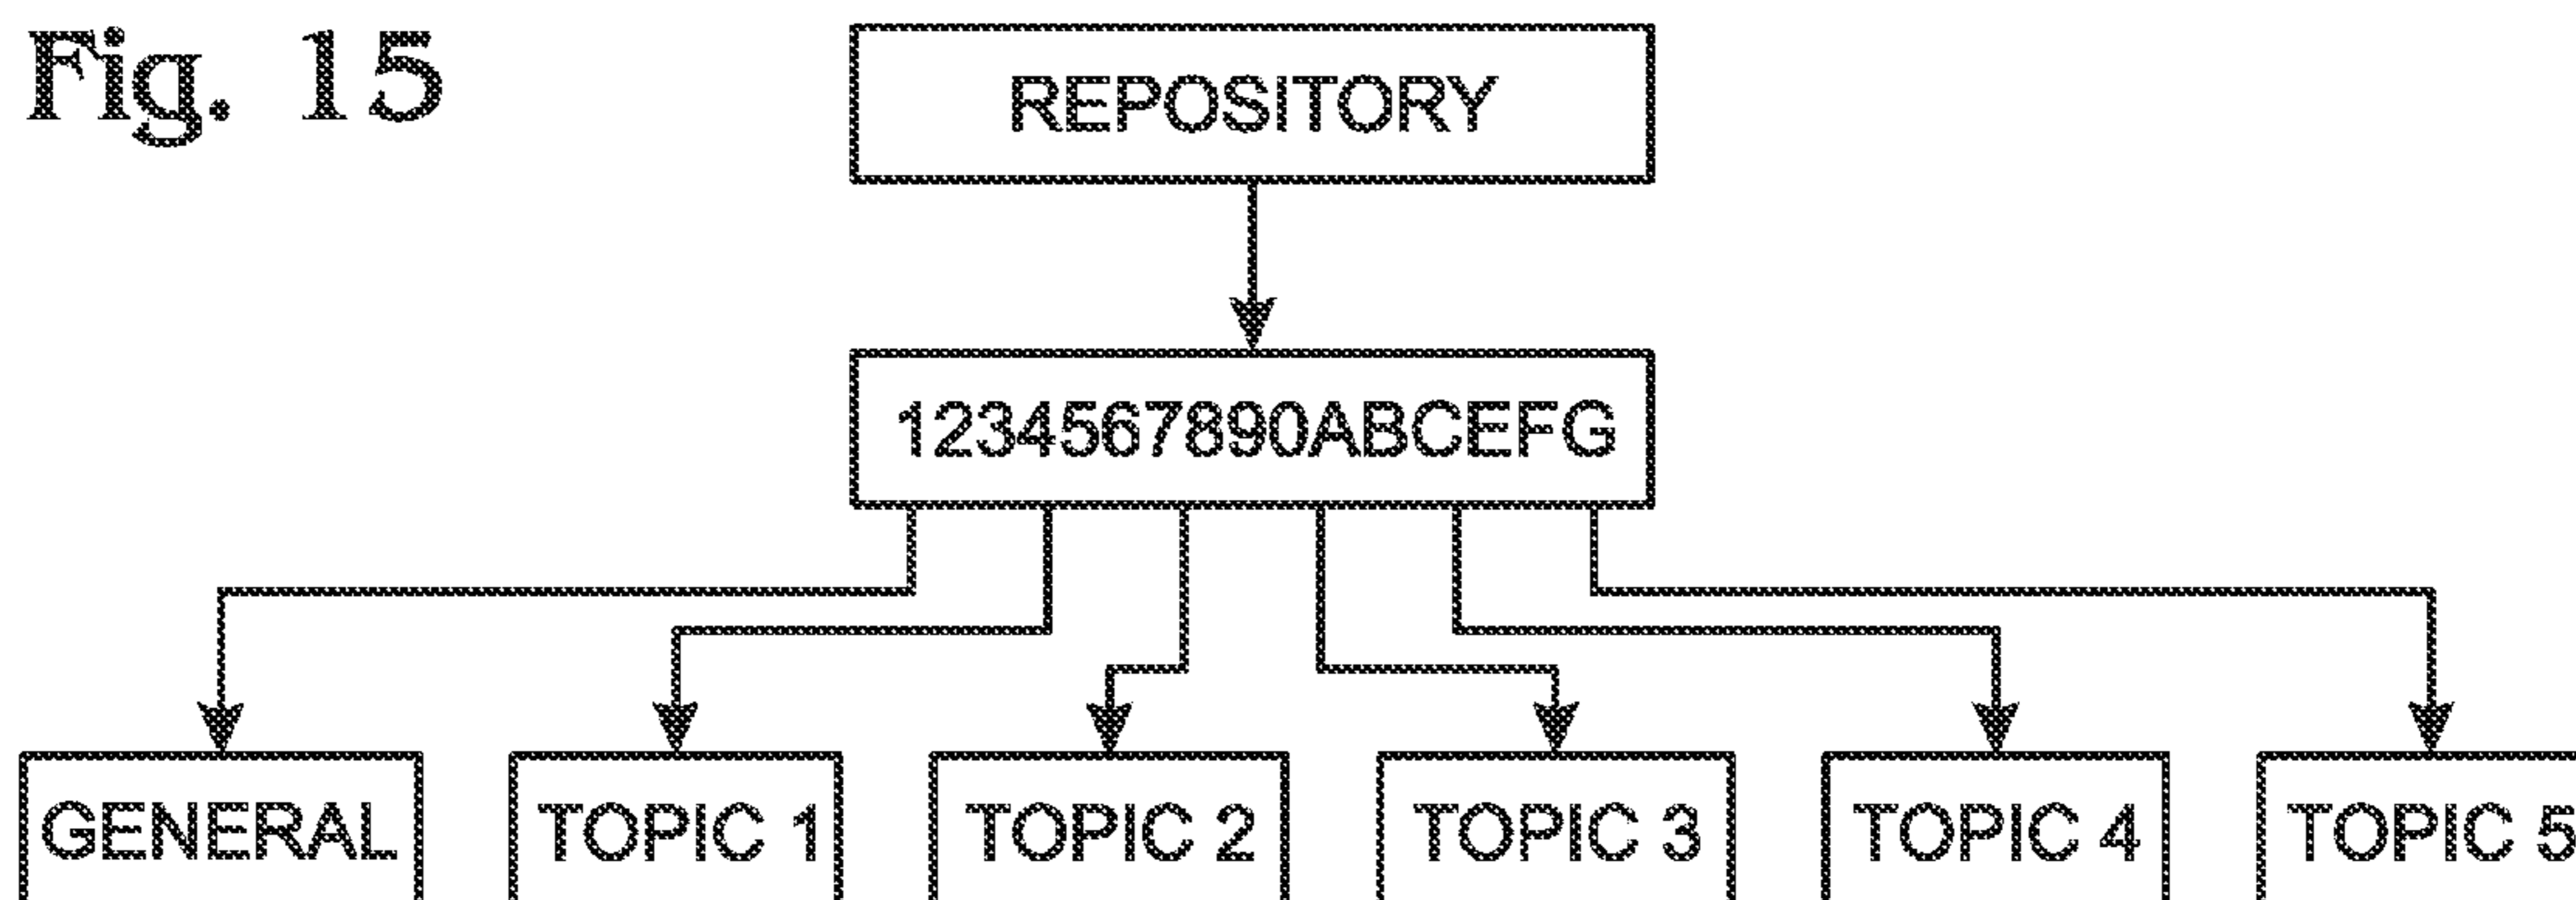 Fig. 15
REPOSITORY
1234567890ABCEFG
GENERAL
TOPIC 1
TOPIC 2
TOPIC 3
TOPIC 4
TOPIC 5